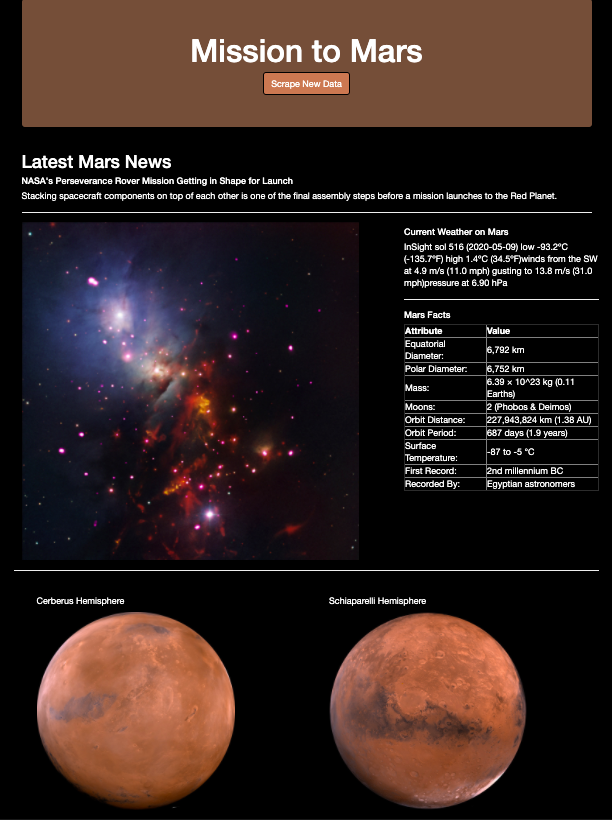 Mission to Mars
Scrape New Data
Latest Mars News
NASA's Perseverance Rover Mission Getting in Shape for Launch
Stacking spacecraft components on top of each other is one of the final assembly steps before a mission launches to the Red Planet.
Current Weather on Mars
InSight sol 516 (2020-05-09) low -93.2ºC
(-135.7ºF) high 1.4ºC (34.5ºF)winds from the SW
at 4.9 m/s (11.0 mph) gusting to 13.8 m/s (31.0
mph)pressure at 6.90 hPa
Mars Facts
Attribute Value
Equatorial
Diameter: 6,792 km
Polar Diameter: 6,752 km
Mass: 6.39 × 10^23 kg (0.11
Earths)
Moons: 2 (Phobos & Deimos)
Orbit Distance: 227,943,824 km (1.38 AU)
Orbit Period: 687 days (1.9 years)
Surface
Temperature: -87 to -5 °C
First Record: 2nd millennium BC
Recorded By: Egyptian astronomers
Cerberus Hemisphere
Schiaparelli Hemisphere